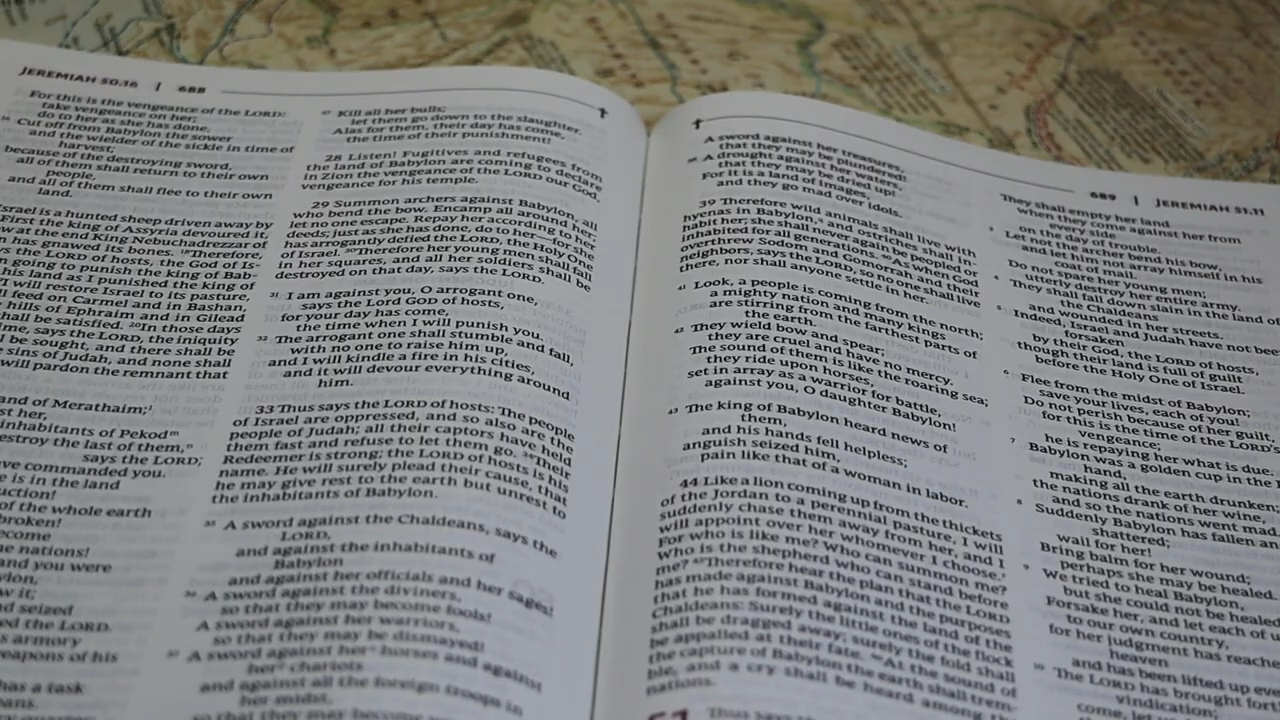 JEREMIAH 50:16 | 688
For this is the vengeance of the LORD:
take vengeance on her;
do to her as she has done.
16 Cut off from Babylon the sower
and the wielder of the sickle in time of
harvest;
because of the destroying sword,
all of them shall return to their own
people,
and all of them shall flee to their own
land.
Israel is a hunted sheep driven away by
First the king of Assyria devoured it,
at the end King Nebuchadrezzar of
has gnawed its bones. 18Therefore,
the LORD of hosts, the God of Is-
going to punish the king of Bab-
his land as I punished the king of
I will restore Israel to its pasture,
feed on Carmel and in Bashan,
hills of Ephraim and in Gilead
shall be satisfied. 20In those days
says the LORD, the iniquity
be sought, and there shall be
sins of Judah, and none shall
will pardon the remnant that
land of Merathaim;i
her,
inhabitants of Pekodm
destroy the last of them,n
says the LORD;
have commanded you.
is in the land
of the whole earth
broken!
become
nations!
and you were
it;
seized
the LORD.
armory
weapons of his
has a task
27 Kill all her bulls;
let them go down to the slaughter.
Alas for them, their day has come,
the time of their punishment!
28 Listen! Fugitives and refugees from
the land of Babylon are coming to declare
in Zion the vengeance of the LORD our God,
vengeance for his temple.
29 Summon archers against Babylon, all
who bend the bow. Encamp all around her;
let no one escape. Repay her according to her
deeds; just as she has done, do to her—for she
has arrogantly defied the LORD, the Holy One
of Israel. 30Therefore her young men shall fall
in her squares, and all her soldiers shall be
destroyed on that day, says the LORD.
31 I am against you, O arrogant one,
says the Lord GOD of hosts,
for your day has come,
the time when I will punish you.
32 The arrogant one shall stumble and fall,
with no one to raise him up,
and I will kindle a fire in his cities,
and it will devour everything around
him.
33 Thus says the LORD of hosts: The people
of Israel are oppressed, and so also are the
people of Judah; all their captors have held
them fast and refuse to let them go. 34Their
Redeemer is strong; the LORD of hosts is his
name. He will surely plead their cause, that
he may give rest to the earth but unrest to
the inhabitants of Babylon.
35 A sword against the Chaldeans, says the
LORD,
and against the inhabitants of
Babylon
and against her officials and her sages!
36 A sword against the diviners,
so that they may become fools!
A sword against her warriors,
so that they may be dismayed!
37 A sword against her horses and against
her chariots
and against all the foreign troops in
her midst,
so that they may become
689 | JEREMIAH 51:11
A sword against her treasures,
that they may be plundered!
38 A drought against her waters,
that they may be dried up!
For it is a land of images,
and they go mad over idols.
39 Therefore wild animals shall live with
hyenas in Babylon, and ostriches shall in-
habit her; she shall never again be peopled or
inhabited for all generations. 40As when God
overthrew Sodom and Gomorrah and their
neighbors, says the LORD, so no one shall live
there, nor shall anyone settle in her.
41 Look, a people is coming from the north;
a mighty nation and many kings
are stirring from the farthest parts of
the earth.
42 They wield bow and spear;
they are cruel and have no mercy.
The sound of them is like the roaring sea;
they ride upon horses,
set in array as a warrior for battle,
against you, O daughter Babylon!
43 The king of Babylon heard news of
them,
and his hands fell helpless;
anguish seized him,
pain like that of a woman in labor.
44 Like a lion coming up from the thickets
of the Jordan to a perennial pasture, I will
suddenly chase them away from her, and I
will appoint over her whomever I choose.
For who is like me? Who can summon me?
Who is the shepherd who can stand before
me? 45Therefore hear the plan that the LORD
has made against Babylon and the purposes
that he has formed against the land of the
Chaldeans: Surely the little ones of the flock
shall be dragged away; surely the fold shall
be appalled at their fate. 46At the sound of
the capture of Babylon the earth shall trem-
ble, and a cry shall be heard among the
nations.
51 Thus says
They shall empty her land
when they come against her from
every side
on the day of trouble.
3 Let not the archer bend his bow,
and let him not array himself in his
coat of mail.
Do not spare her young men;
utterly destroy her entire army.
4 They shall fall down slain in the land of
the Chaldeans
and wounded in her streets.
5 Indeed, Israel and Judah have not been
forsaken
by their God, the LORD of hosts,
though their land is full of guilt
before the Holy One of Israel.
6 Flee from the midst of Babylon;
save your lives, each of you!
Do not perish because of her guilt,
for this is the time of the LORD's
vengeance;
he is repaying her what is due.
7 Babylon was a golden cup in the
hand,
making all the earth drunken;
the nations drank of her wine,
and so the nations went mad.
8 Suddenly Babylon has fallen an
shattered;
wail for her!
Bring balm for her wound;
perhaps she may be healed.
9 We tried to heal Babylon,
but she could not be healed
Forsake her, and let each of u
to our own country,
for her judgment has reache
heaven
and has been lifted up eve
10 The LORD has brought fort
vindication;
come, let